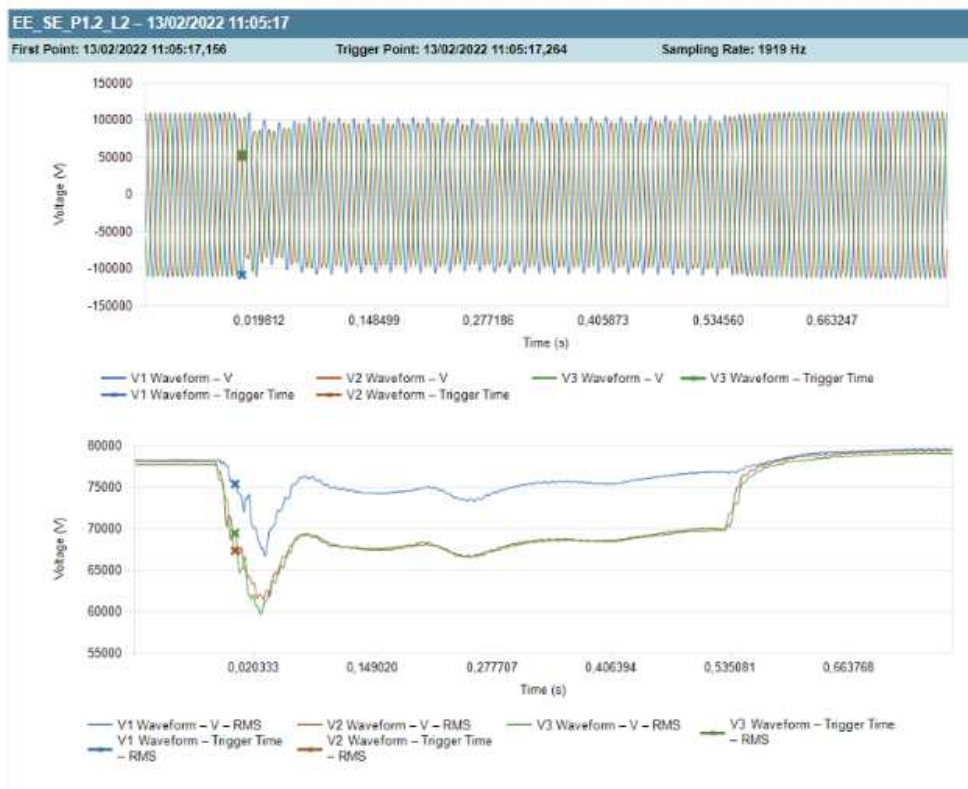 EE_SE_P1.2_L2 – 13/02/2022 11:05:17
First Point: 13/02/2022 11:05:17,156 Trigger Point: 13/02/2022 11:05:17,264 Sampling Rate: 1919 Hz
150000
100000
50000
0
-50000
-100000
-150000
Voltage (V)
0,019812 0,148499 0,277186 0,405873 0,534560 0,663247
Time (s)
V1 Waveform – V V2 Waveform – V V3 Waveform – V V3 Waveform – Trigger Time
V1 Waveform – Trigger Time V2 Waveform – Trigger Time
80000
75000
70000
65000
60000
55000
Voltage (V)
0,020333 0,149020 0,277707 0,406394 0,535081 0,663768
Time (s)
V1 Waveform – V – RMS V2 Waveform – V – RMS V3 Waveform – V – RMS V3 Waveform – Trigger Time
– RMS
V1 Waveform – Trigger Time V2 Waveform – Trigger Time
– RMS – RMS